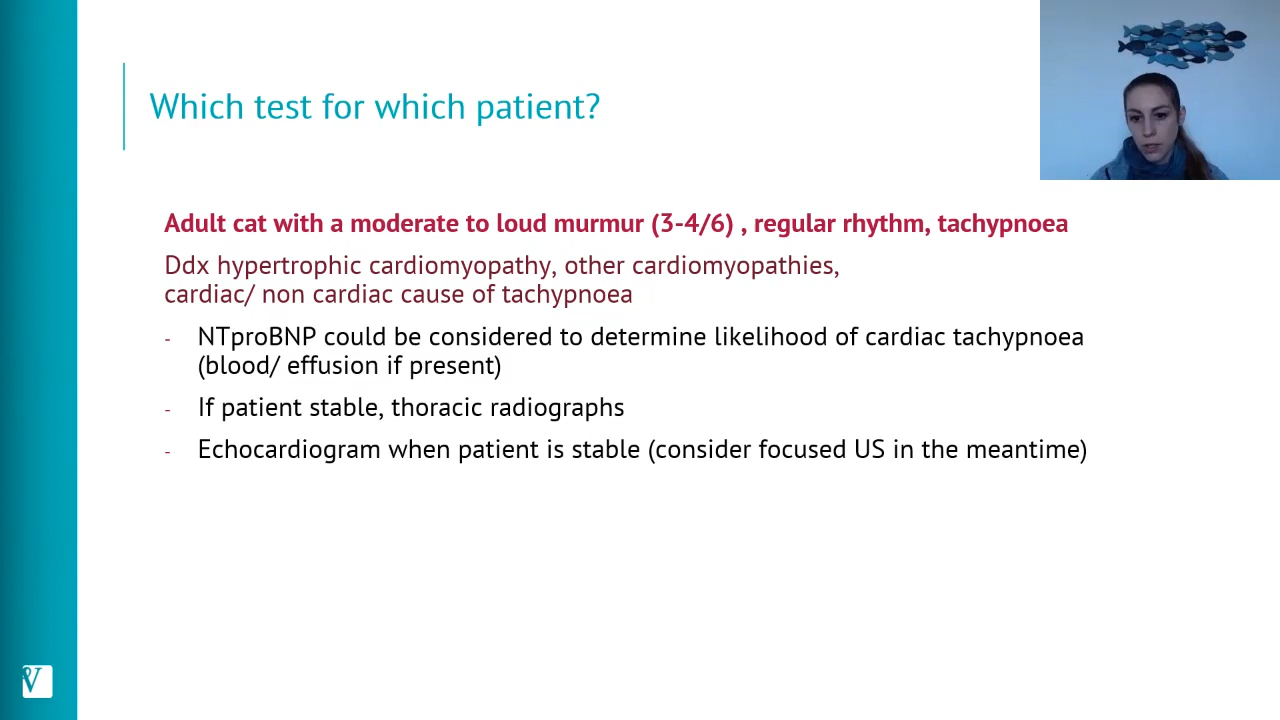 Which test for which patient?
Adult cat with a moderate to loud murmur (3-4/6) , regular rhythm, tachypnoea
Ddx hypertrophic cardiomyopathy, other cardiomyopathies,
cardiac/ non cardiac cause of tachypnoea
- NTproBNP could be considered to determine likelihood of cardiac tachypnoea
(blood/ effusion if present)
- If patient stable, thoracic radiographs
- Echocardiogram when patient is stable (consider focused US in the meantime)